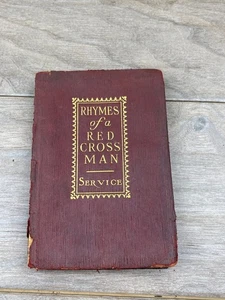 RHYMES
of a
RED
CROSS
MAN
SERVICE